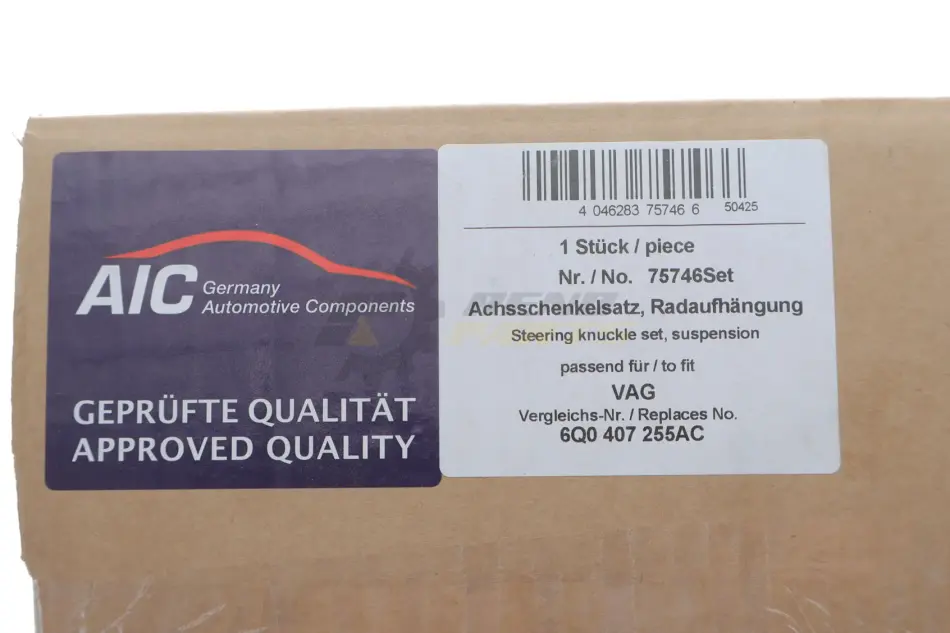 AIC Germany
Automotive Components
GEPRÜFTE QUALITÄT
APPROVED QUALITY
4 046283 75746 6 50425
1 Stück / piece
Nr. / No. 75746Set
Achsschenkelsatz, Radaufhängung
Steering knuckle set, suspension
passend für / to fit
VAG
Vergleichs-Nr. / Replaces No.
6Q0 407 255AC